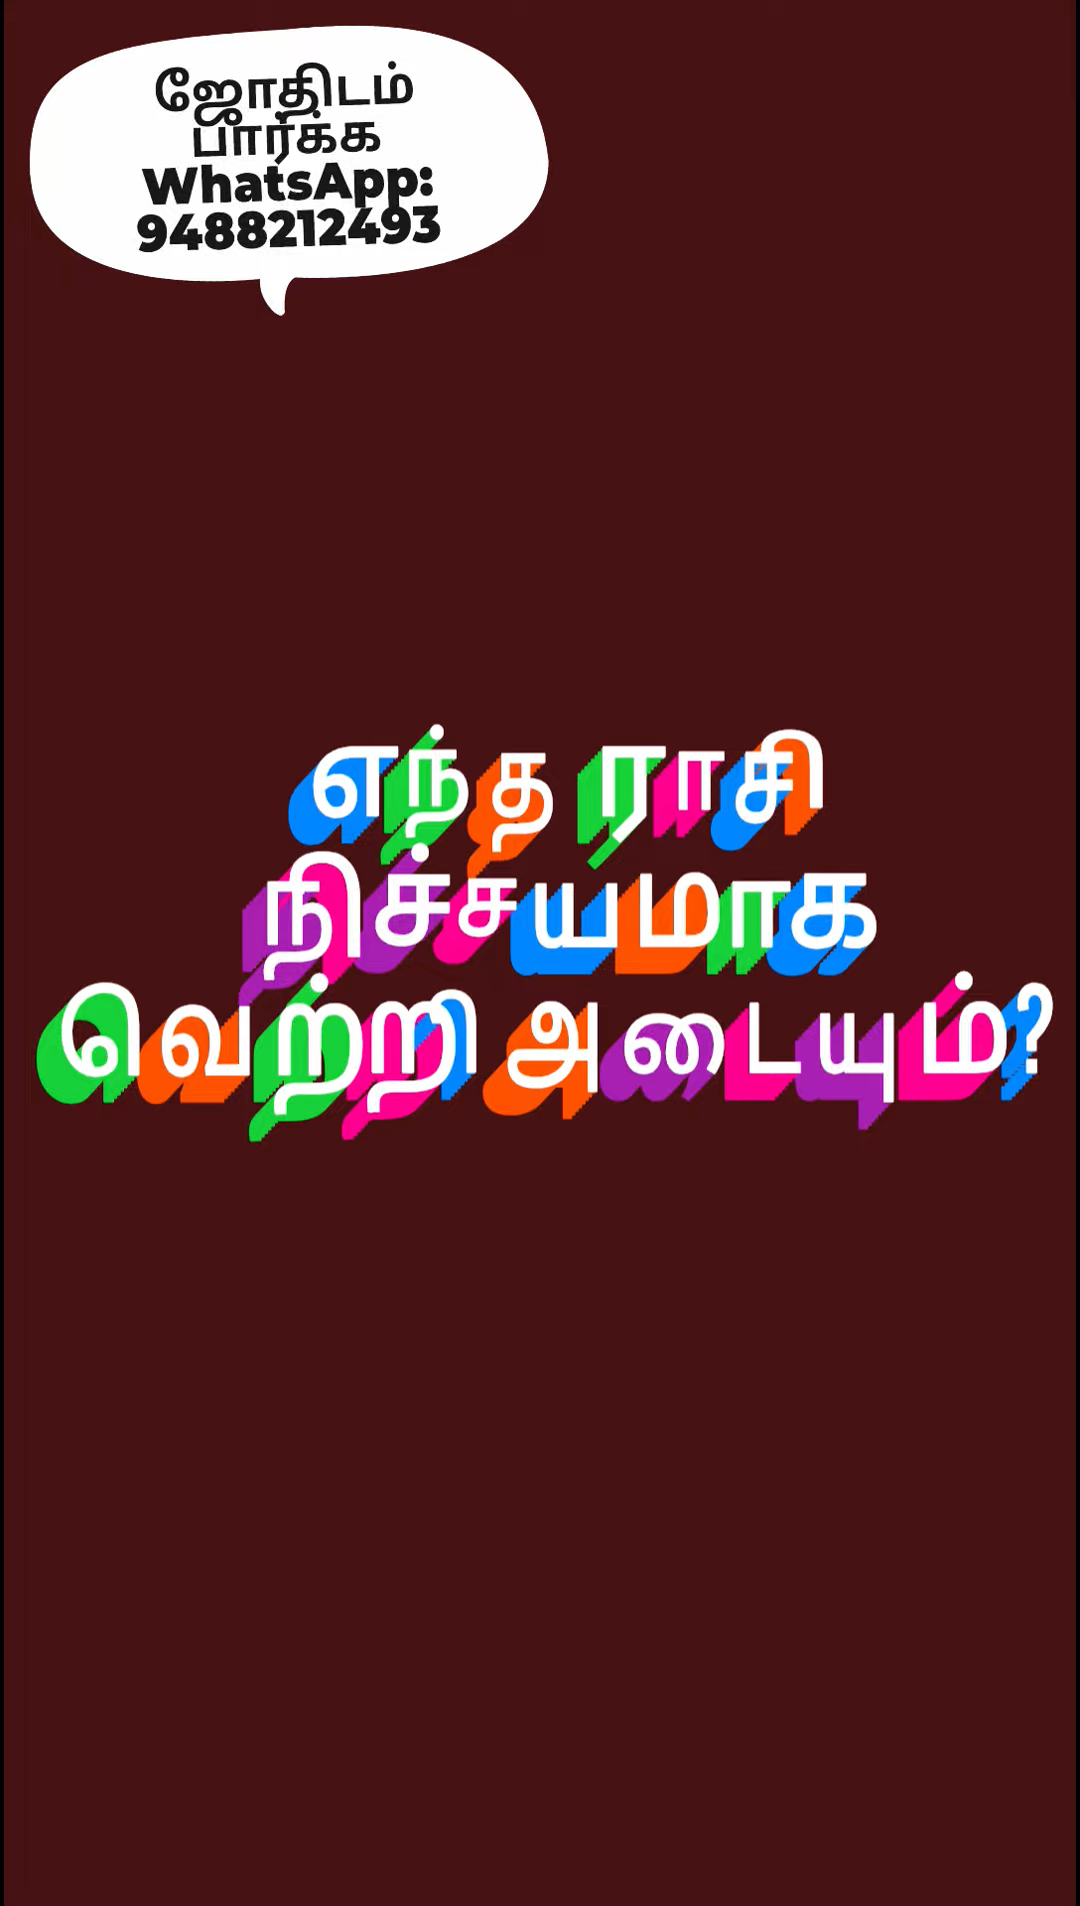 ஜோதிடம்
பார்க்க
WhatsApp:
9488212493
எந்த ராசி
நிச்சயமாக
வெற்றி அடையும்?